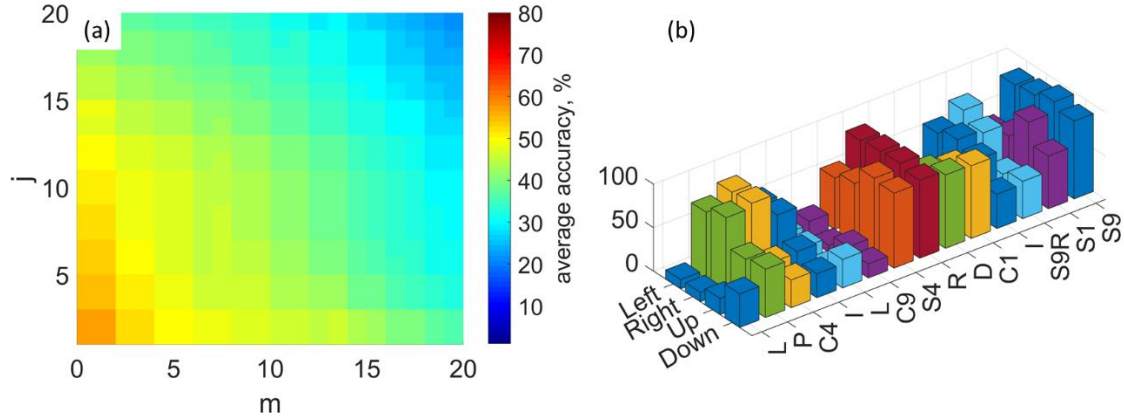 (a)
20
15
10
5
j
0
5
10
15
20
m
80
70
60
50
40
30
20
10
average accuracy, %
(b)
100
50
0
Left
Right
Up
Down
L
P
C4
I
L
C9
S4
R
D
C1
I
S9R
S1
S9